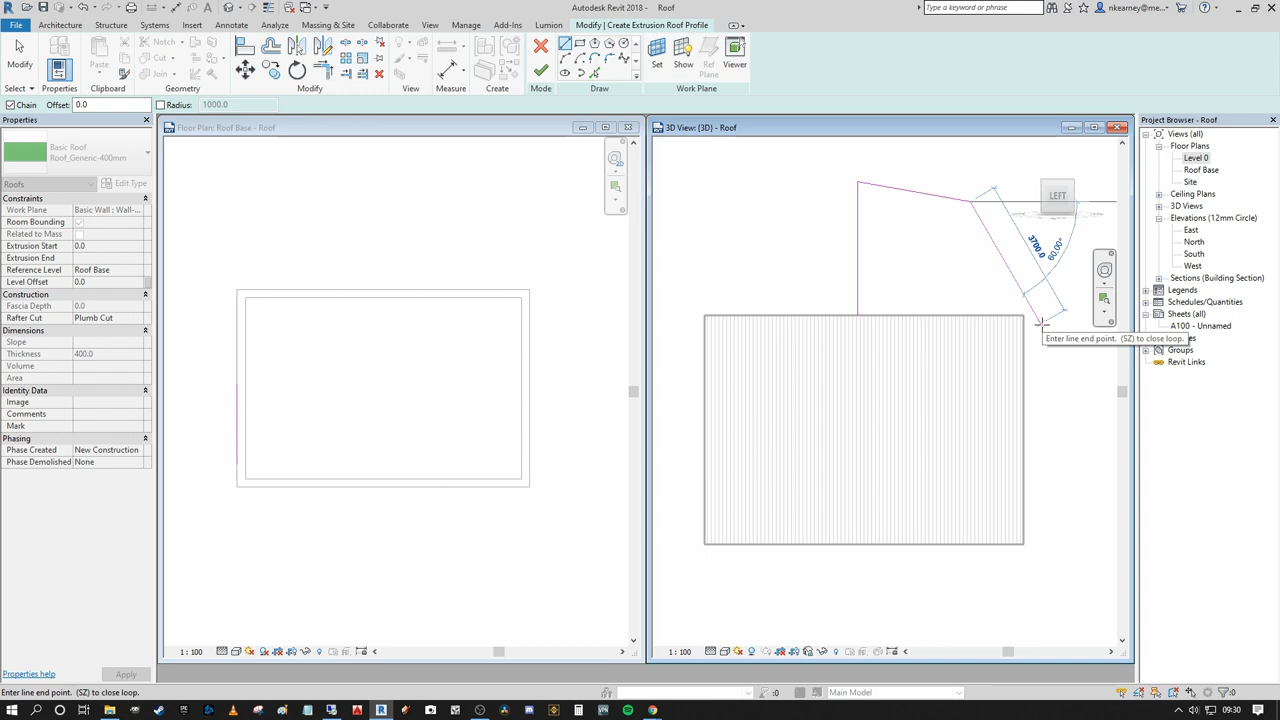 Autodesk Revit 2018 - Roof
Type a keyword or phrase
nkearney@me...
File Architecture Structure Systems Insert Annotate Analyze Massing & Site Collaborate View Manage Add-Ins Lumion Modify | Create Extrusion Roof Profile
Modify
Paste
Notch
Cut
Join
Set Show Ref Plane Viewer
Select Properties Clipboard Geometry Modify View Measure Create Mode Draw Work Plane
Chain Offset: 0.0 Radius: 1000.0
Properties
Basic Roof
Roof_Generic-400mm
Roofs Edit Type
Constraints
Work Plane Basic Wall : Wall-...
Room Bounding
Related to Mass
Extrusion Start 0.0
Extrusion End
Reference Level Roof Base
Level Offset 0.0
Construction
Fascia Depth 0.0
Rafter Cut Plumb Cut
Dimensions
Slope
Thickness 400.0
Volume
Area
Identity Data
Image
Comments
Mark
Phasing
Phase Created New Construction
Phase Demolished None
Properties help Apply
Floor Plan: Roof Base - Roof
2D
1 : 100
3D View: {3D} - Roof
LEFT
3700.0
60.00°
Enter line end point. (SZ) to close loop.
1 : 100
Project Browser - Roof
Views (all)
Floor Plans
Level 0
Roof Base
Site
Ceiling Plans
3D Views
Elevations (12mm Circle)
East
North
South
West
Sections (Building Section)
Legends
Schedules/Quantities
Sheets (all)
A100 - Unnamed
Groups
Revit Links
Enter line end point. (SZ) to close loop.
:0
Main Model
:0
09:30